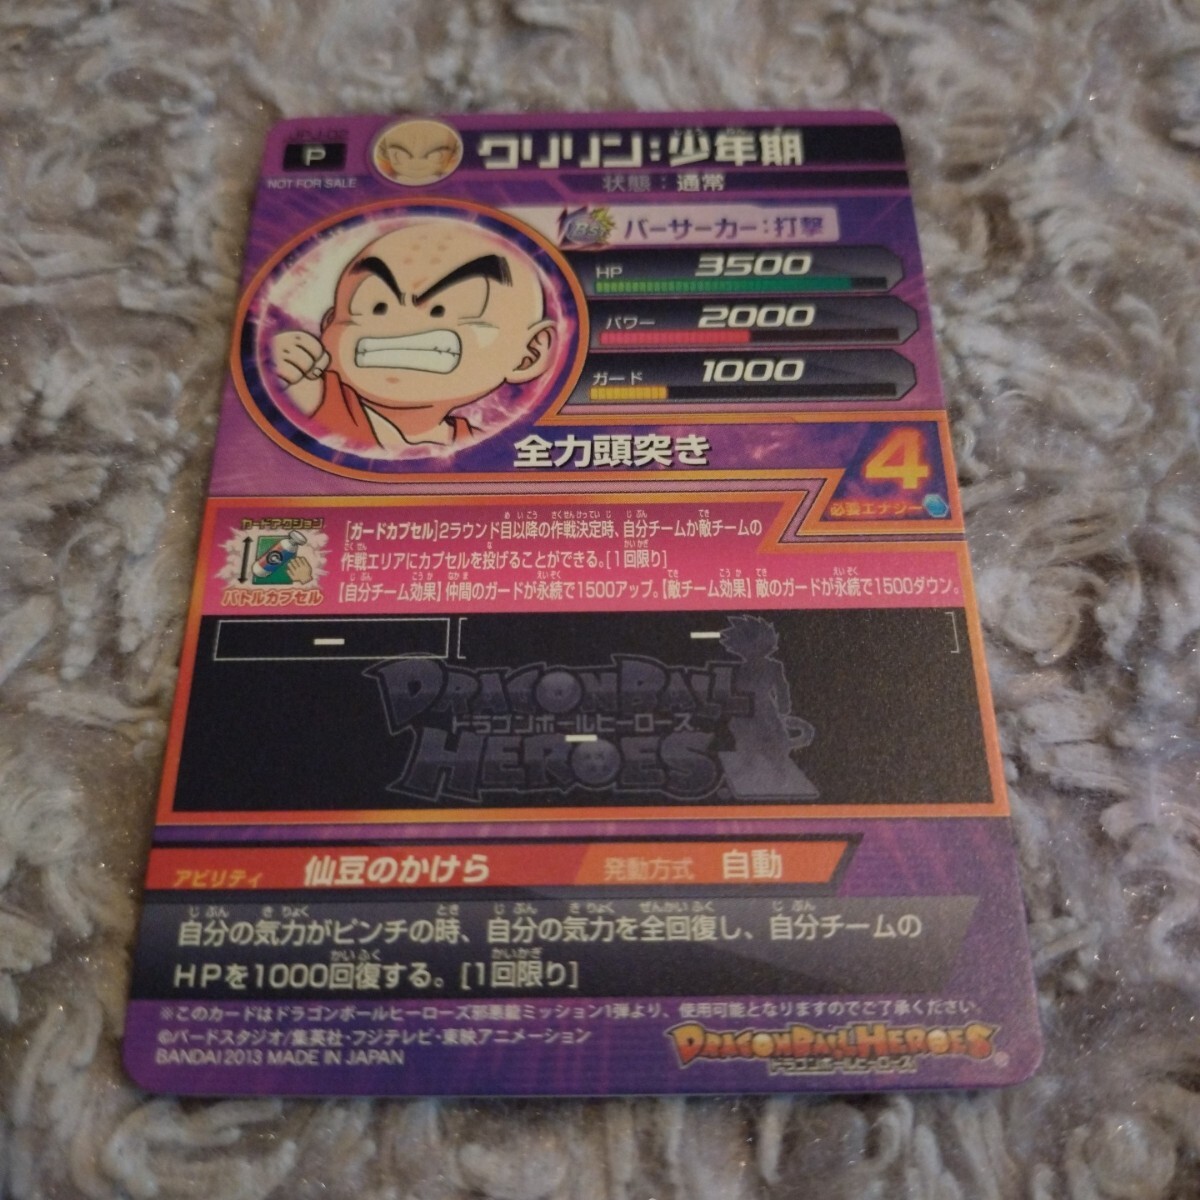 JPJ-02
P
NOT FOR SALE
クリリン:少年期
状態:通常
BS
バーサーカー:打撃
HP 3500
パワー 2000
ガード 1000
全力頭突き
4
必要エナジー
カードアクション
バトルカプセル
[ガードカプセル]2ラウンド目以降の作戦決定時、自分チームか敵チームの
作戦エリアにカプセルを投げることができる。[1回限り]
【自分チーム効果】仲間のガードが永続で1500アップ。【敵チーム効果】敵のガードが永続で1500ダウン。
ー [ ー ]
DRAGONBALL
ドラゴンボールヒーローズ
ー
HEROES
アビリティ 仙豆のかけら 発動方式 自動
自分の気力がピンチの時、自分の気力を全回復し、自分チームの
HPを1000回復する。[1回限り]
※このカードはドラゴンボールヒーローズ邪悪龍ミッション1弾より、使用可能となりますのでご了承ください。
©バードスタジオ/集英社・フジテレビ・東映アニメーション
BANDAI 2013 MADE IN JAPAN
DRAGONBALL HEROES
ドラゴンボールヒーローズ